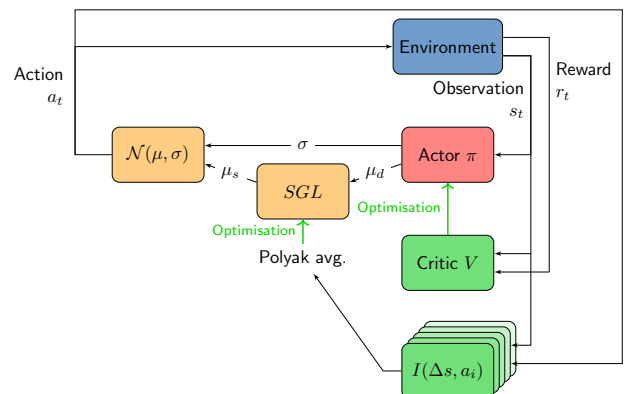 Environment
Action
a_t
Reward
r_t
Observation
s_t
𝒩(μ, σ)
σ
Actor π
μ_s
μ_d
SGL
Optimisation
Optimisation
Polyak avg.
Critic V
I(Δs, a_i)